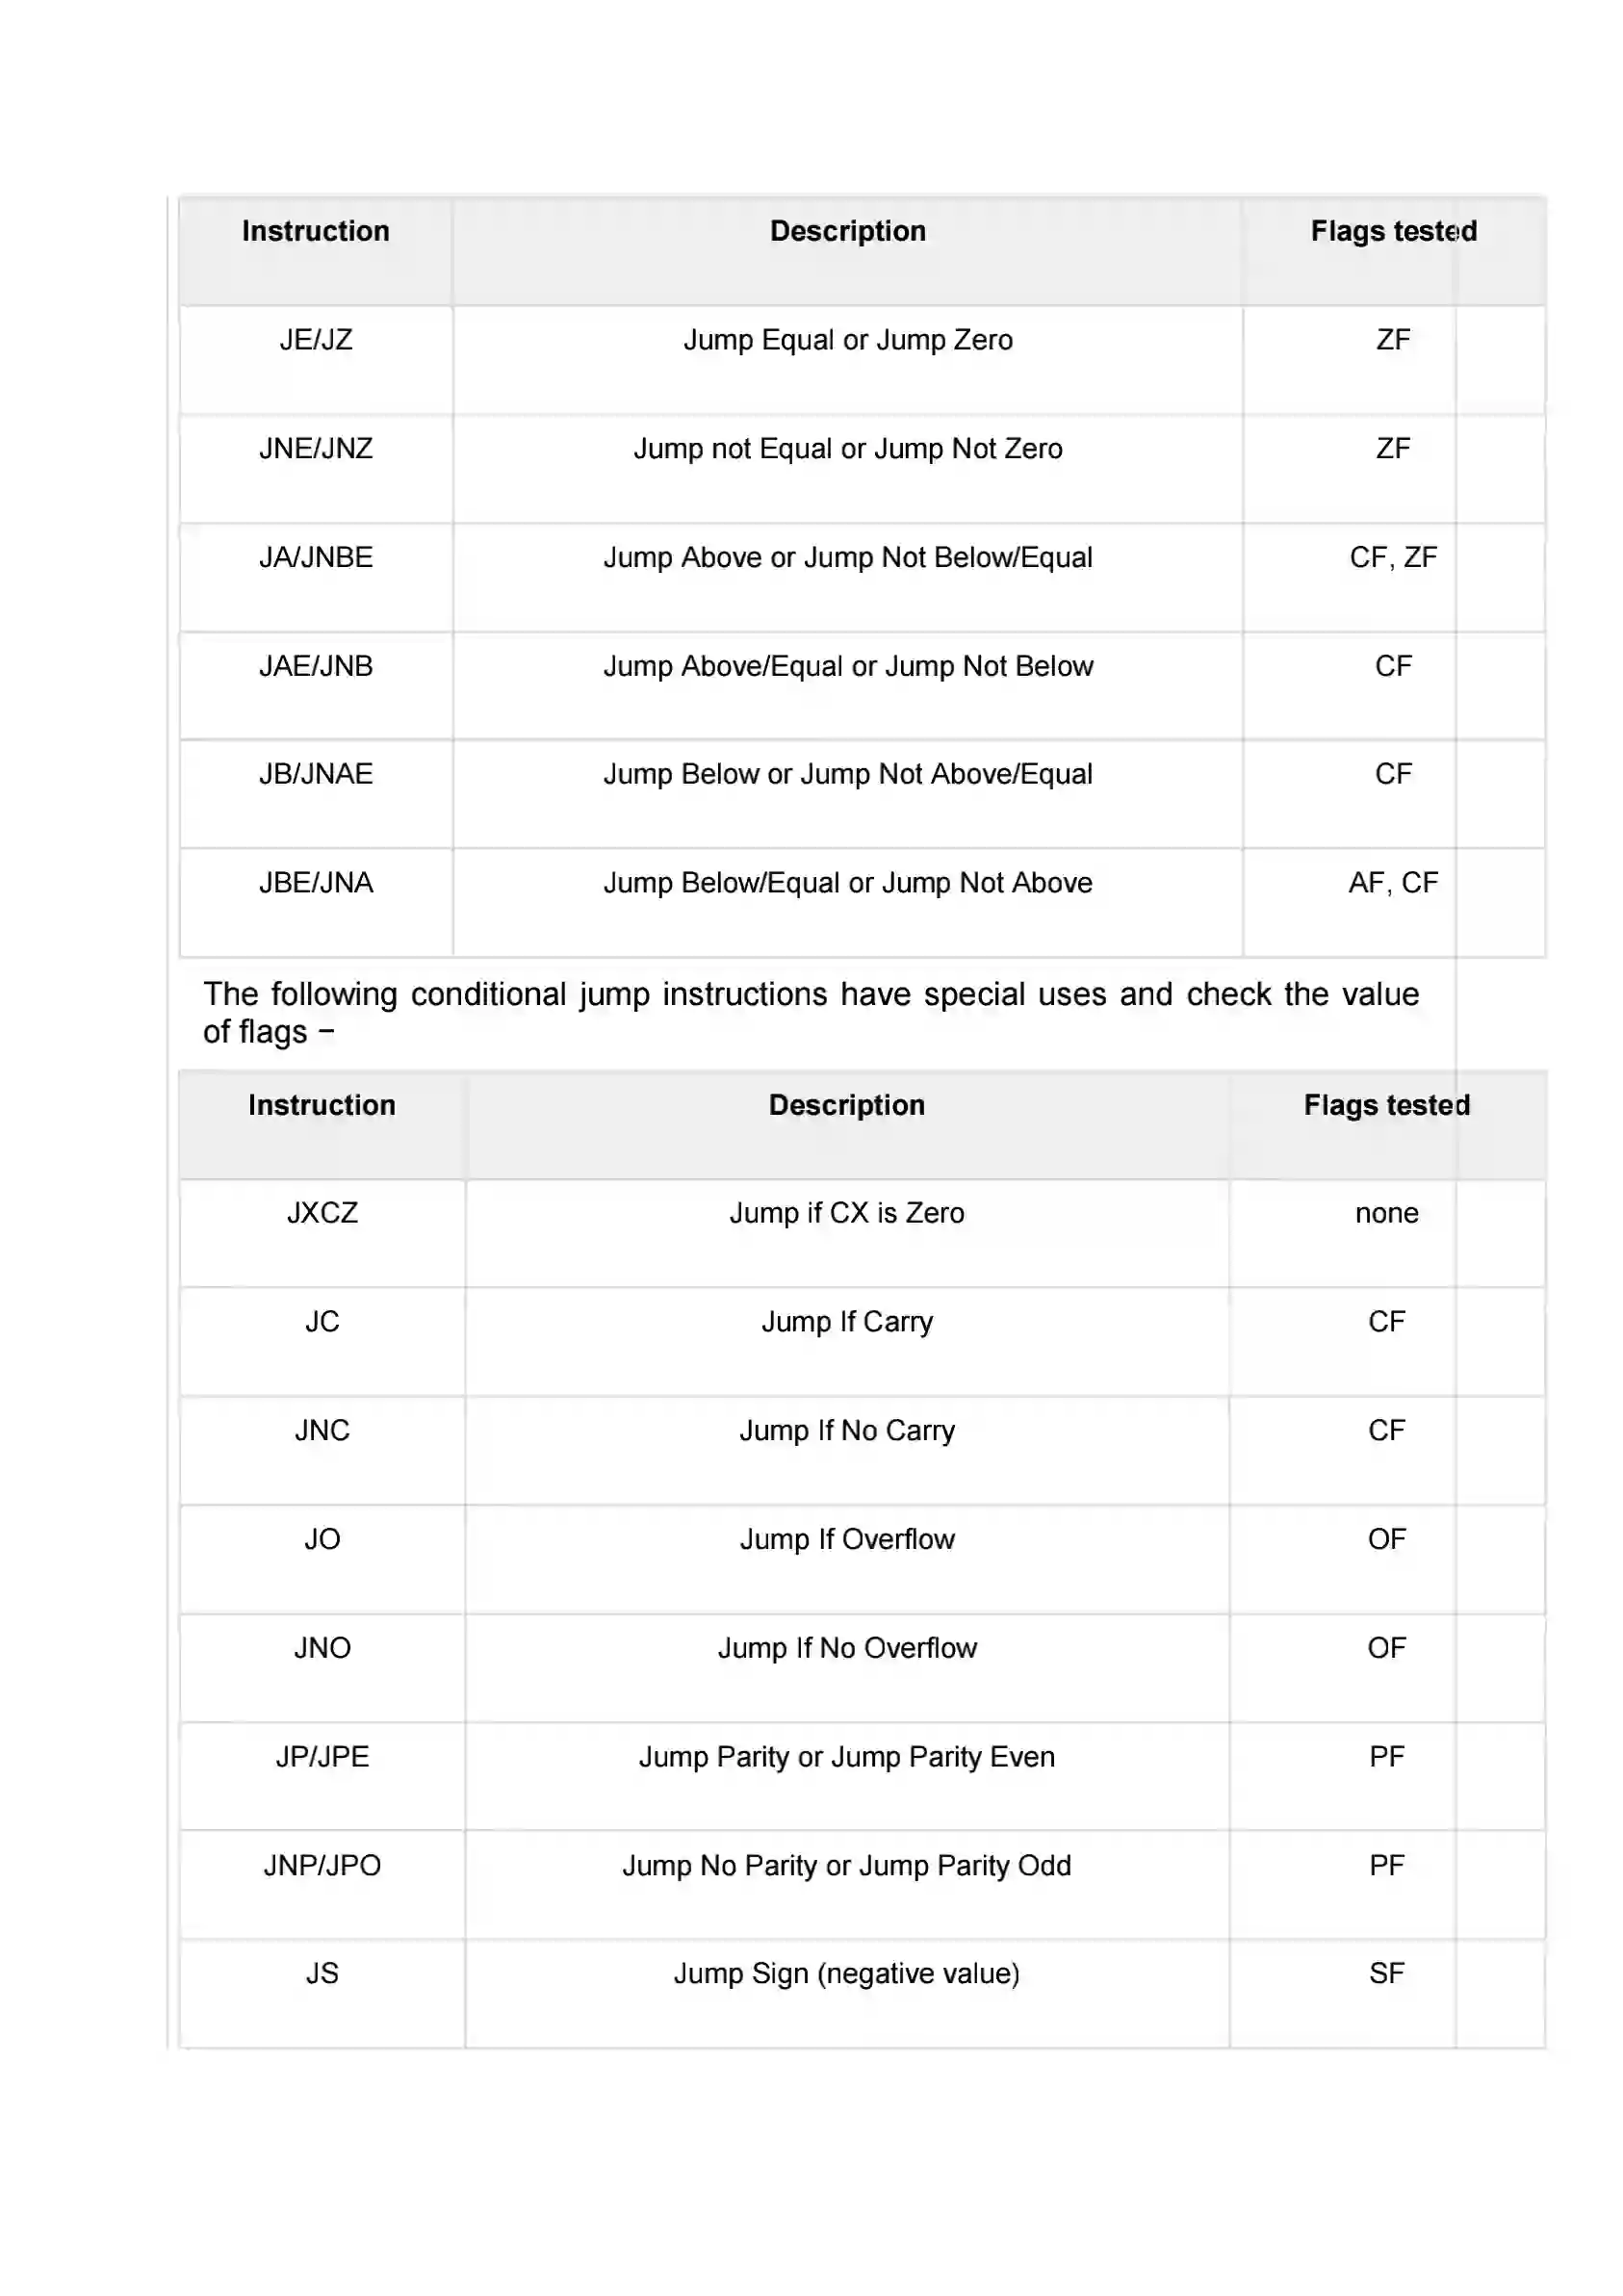 Instruction Description Flags tested
JE/JZ Jump Equal or Jump Zero ZF
JNE/JNZ Jump not Equal or Jump Not Zero ZF
JA/JNBE Jump Above or Jump Not Below/Equal CF, ZF
JAE/JNB Jump Above/Equal or Jump Not Below CF
JB/JNAE Jump Below or Jump Not Above/Equal CF
JBE/JNA Jump Below/Equal or Jump Not Above AF, CF
The following conditional jump instructions have special uses and check the value
of flags −
Instruction Description Flags tested
JXCZ Jump if CX is Zero none
JC Jump If Carry CF
JNC Jump If No Carry CF
JO Jump If Overflow OF
JNO Jump If No Overflow OF
JP/JPE Jump Parity or Jump Parity Even PF
JNP/JPO Jump No Parity or Jump Parity Odd PF
JS Jump Sign (negative value) SF